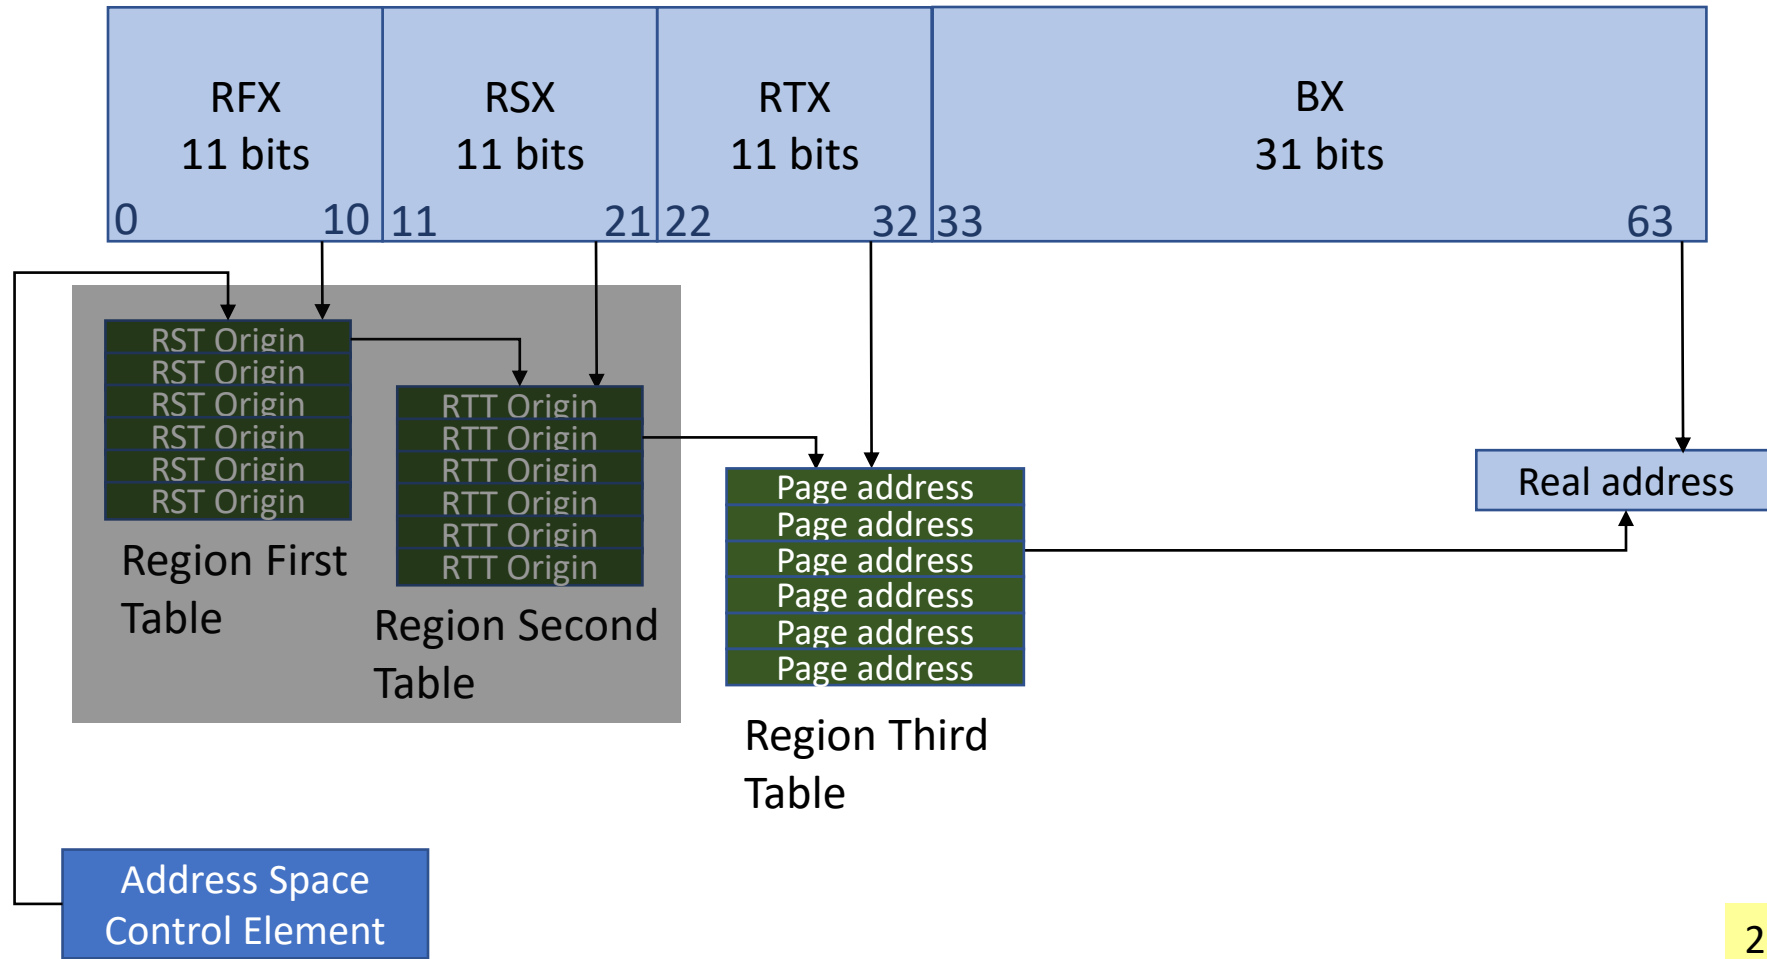 RFX
11 bits
RSX
11 bits
RTX
11 bits
BX
31 bits
0
10
11
21
22
32
33
63
RST Origin
RST Origin
RST Origin
RST Origin
RST Origin
RST Origin
Region First
Table
RTT Origin
RTT Origin
RTT Origin
RTT Origin
RTT Origin
RTT Origin
Region Second
Table
Page address
Page address
Page address
Page address
Page address
Page address
Region Third
Table
Real address
Address Space
Control Element
2